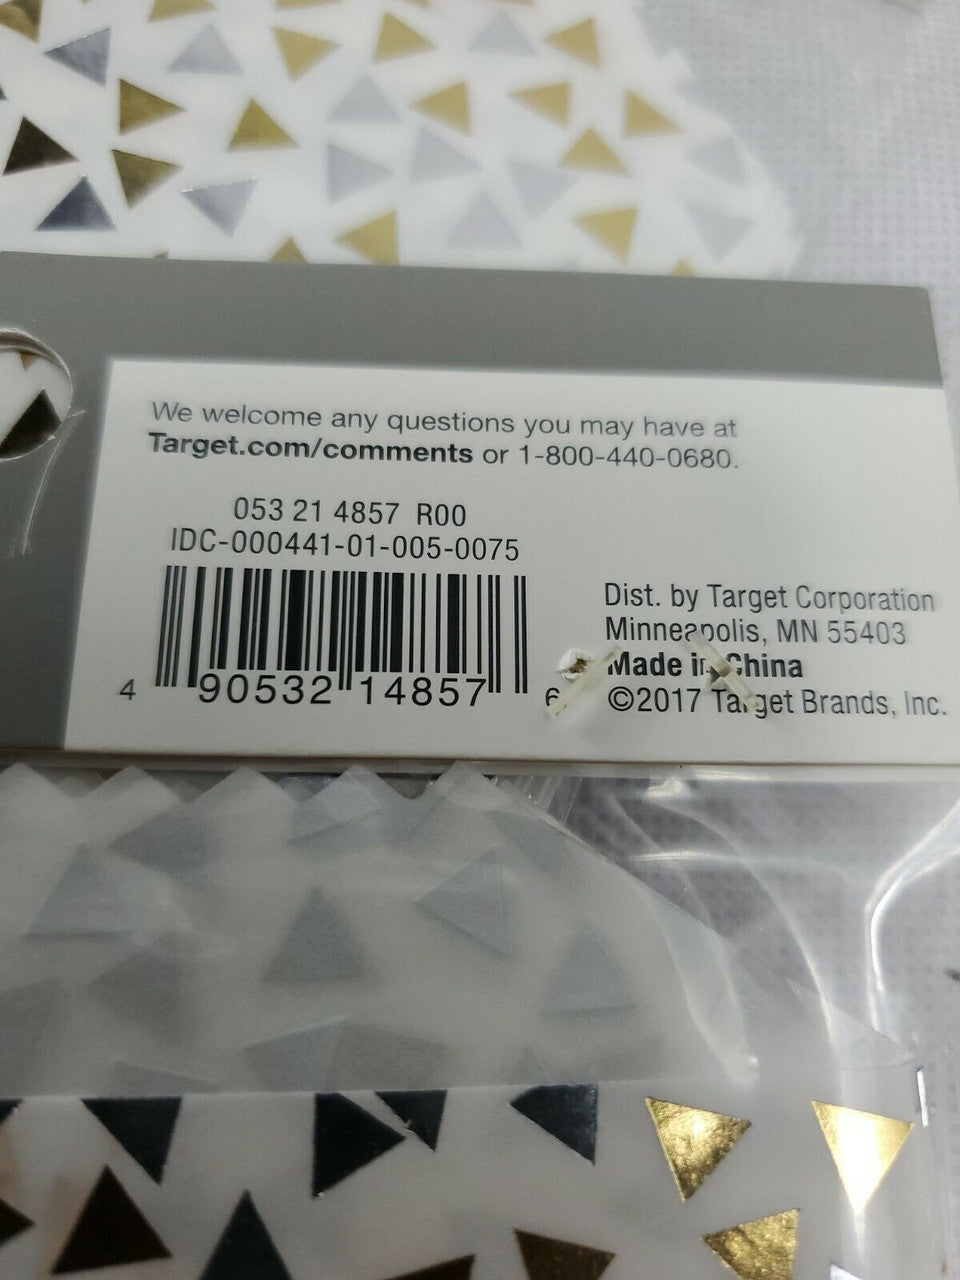 We welcome any questions you may have at
Target.com/comments or 1-800-440-0680.
053 21 4857 R00
IDC-000441-01-005-0075
4 90532 14857 6
Dist. by Target Corporation
Minneapolis, MN 55403
Made in China
©2017 Target Brands, Inc.